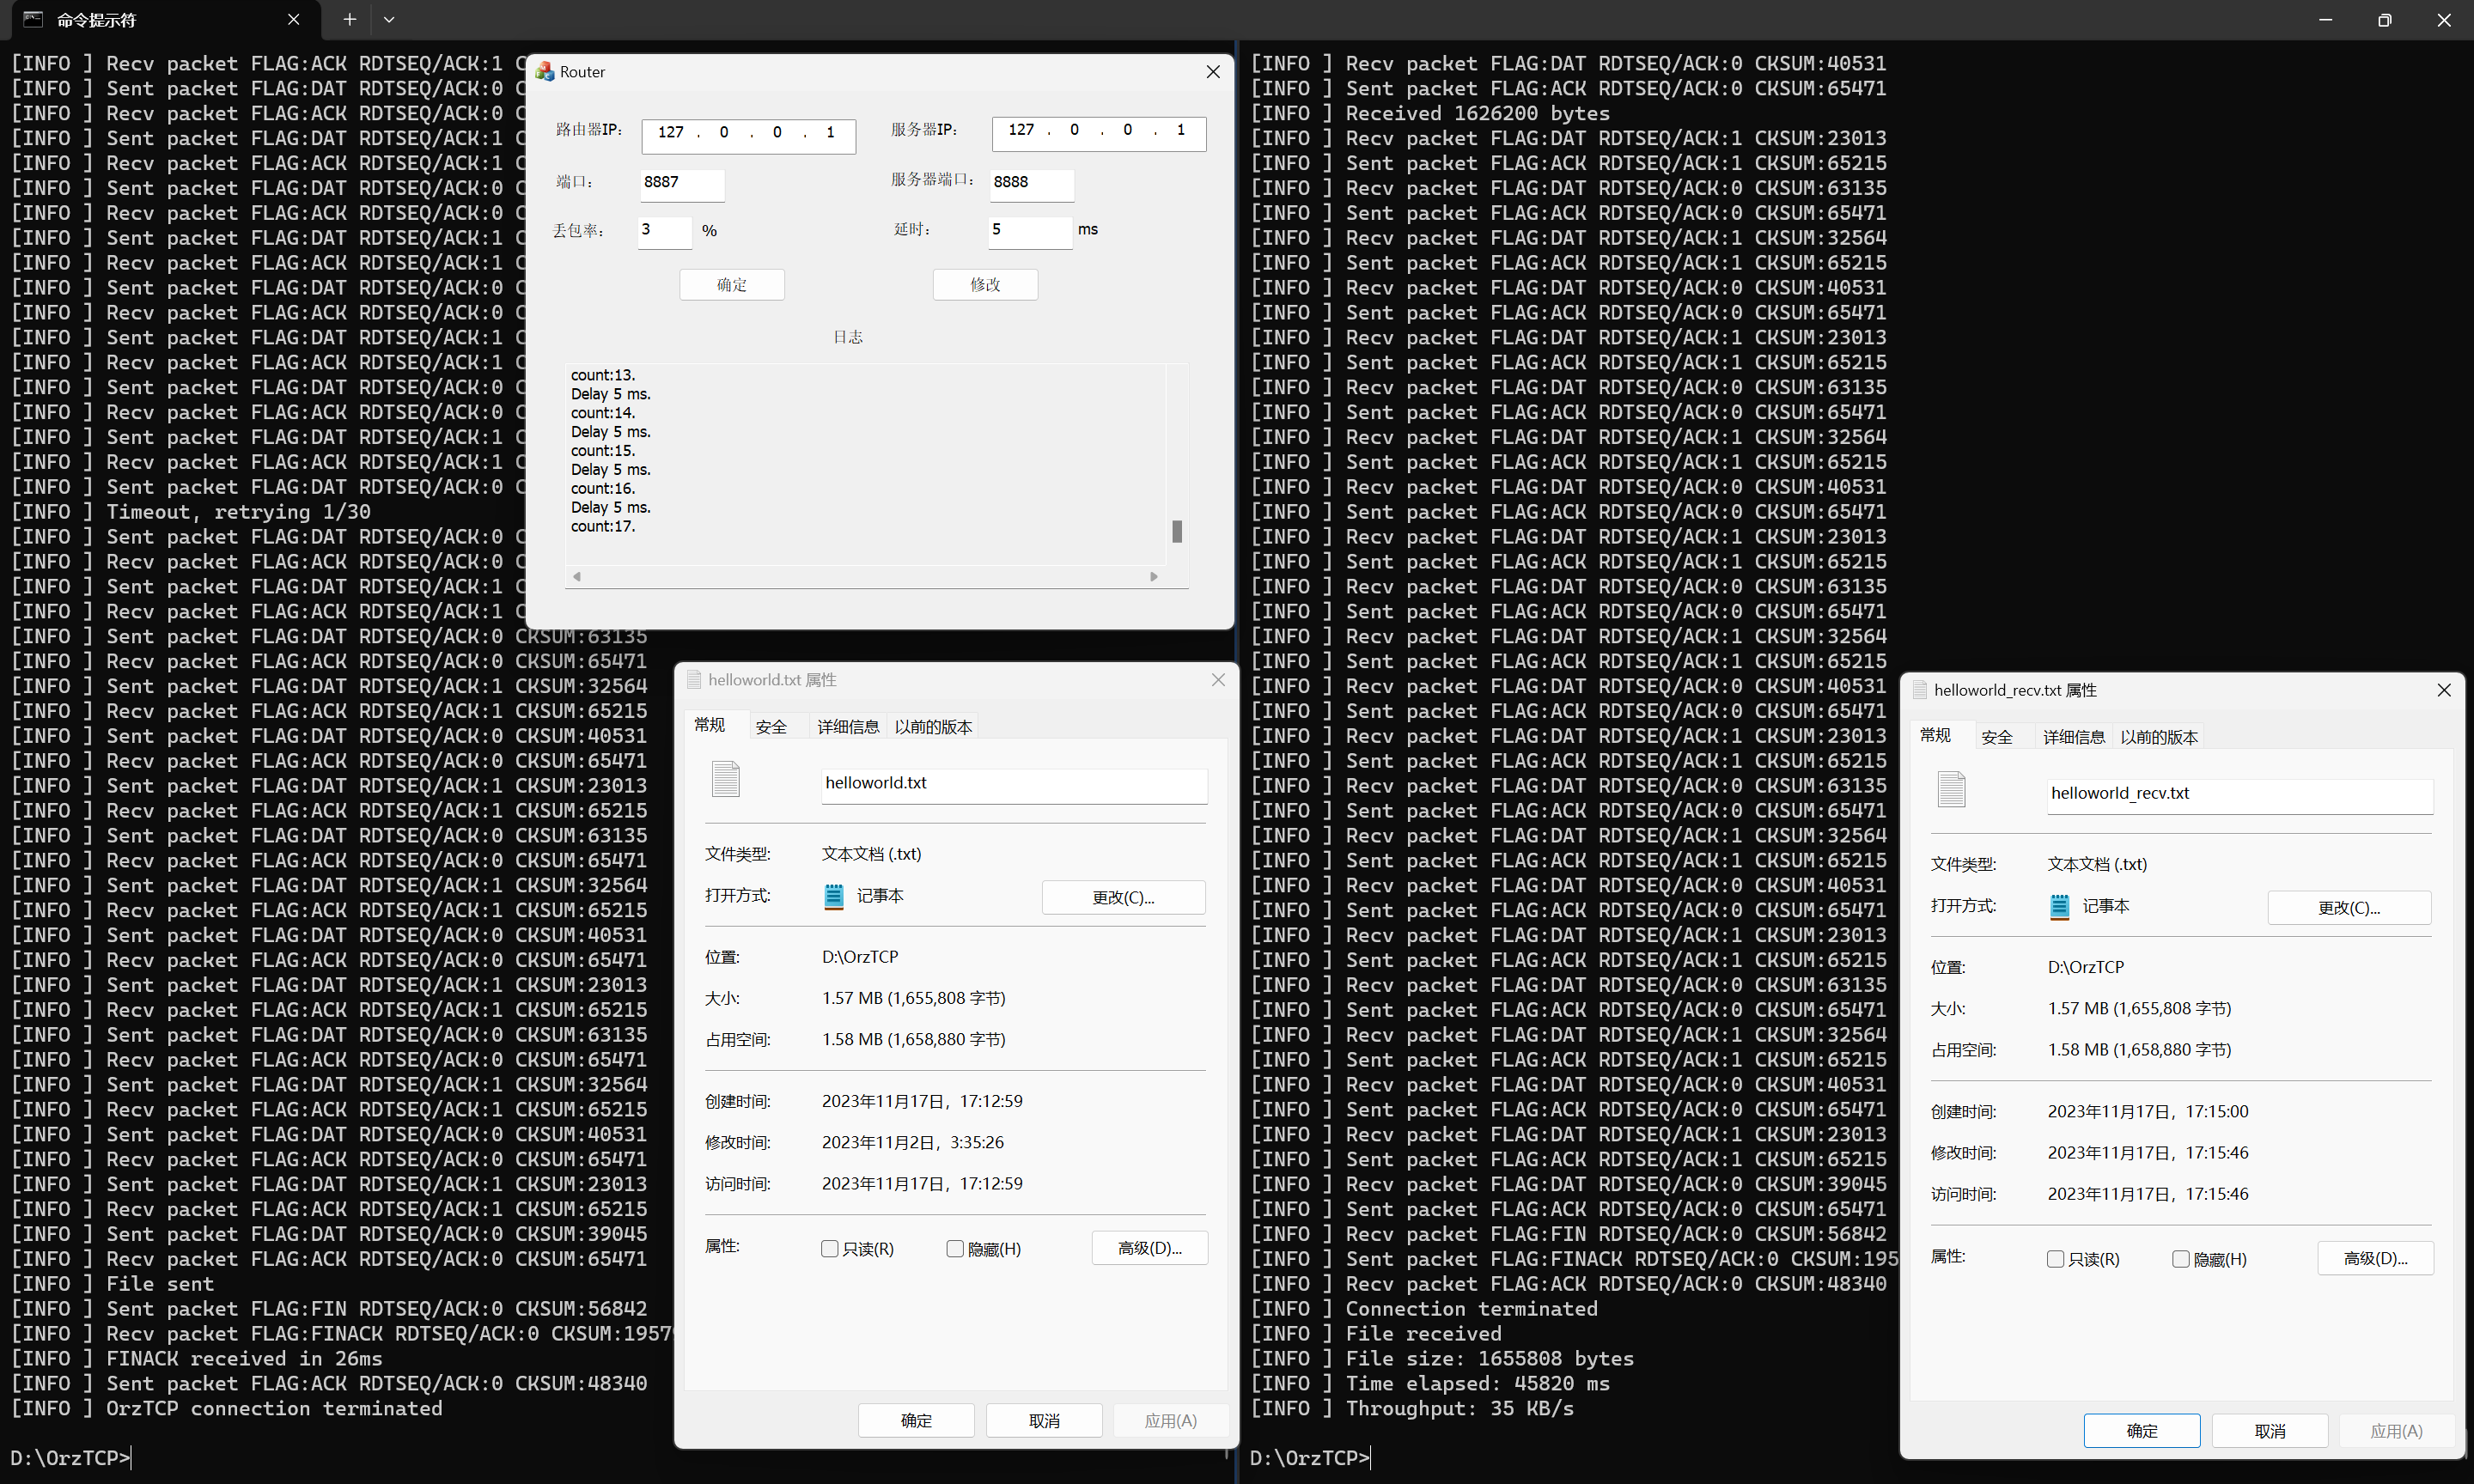 命令提示符
[INFO ] Recv packet FLAG:ACK RDTSEQ/ACK:1 C
[INFO ] Sent packet FLAG:DAT RDTSEQ/ACK:0 C
[INFO ] Recv packet FLAG:ACK RDTSEQ/ACK:0 C
[INFO ] Sent packet FLAG:DAT RDTSEQ/ACK:1 C
[INFO ] Recv packet FLAG:ACK RDTSEQ/ACK:1 C
[INFO ] Sent packet FLAG:DAT RDTSEQ/ACK:0 C
[INFO ] Recv packet FLAG:ACK RDTSEQ/ACK:0 C
[INFO ] Sent packet FLAG:DAT RDTSEQ/ACK:1 C
[INFO ] Recv packet FLAG:ACK RDTSEQ/ACK:1 C
[INFO ] Sent packet FLAG:DAT RDTSEQ/ACK:0 C
[INFO ] Recv packet FLAG:ACK RDTSEQ/ACK:0 C
[INFO ] Sent packet FLAG:DAT RDTSEQ/ACK:1 C
[INFO ] Recv packet FLAG:ACK RDTSEQ/ACK:1 C
[INFO ] Sent packet FLAG:DAT RDTSEQ/ACK:0 C
[INFO ] Recv packet FLAG:ACK RDTSEQ/ACK:0 C
[INFO ] Sent packet FLAG:DAT RDTSEQ/ACK:1 C
[INFO ] Recv packet FLAG:ACK RDTSEQ/ACK:1 C
[INFO ] Sent packet FLAG:DAT RDTSEQ/ACK:0 C
[INFO ] Timeout, retrying 1/30
[INFO ] Sent packet FLAG:DAT RDTSEQ/ACK:0 C
[INFO ] Recv packet FLAG:ACK RDTSEQ/ACK:0 C
[INFO ] Sent packet FLAG:DAT RDTSEQ/ACK:1 C
[INFO ] Recv packet FLAG:ACK RDTSEQ/ACK:1 C
[INFO ] Sent packet FLAG:DAT RDTSEQ/ACK:0 CKSUM:63135
[INFO ] Recv packet FLAG:ACK RDTSEQ/ACK:0 CKSUM:65471
[INFO ] Sent packet FLAG:DAT RDTSEQ/ACK:1 CKSUM:32564
[INFO ] Recv packet FLAG:ACK RDTSEQ/ACK:1 CKSUM:65215
[INFO ] Sent packet FLAG:DAT RDTSEQ/ACK:0 CKSUM:40531
[INFO ] Recv packet FLAG:ACK RDTSEQ/ACK:0 CKSUM:65471
[INFO ] Sent packet FLAG:DAT RDTSEQ/ACK:1 CKSUM:23013
[INFO ] Recv packet FLAG:ACK RDTSEQ/ACK:1 CKSUM:65215
[INFO ] Sent packet FLAG:DAT RDTSEQ/ACK:0 CKSUM:63135
[INFO ] Recv packet FLAG:ACK RDTSEQ/ACK:0 CKSUM:65471
[INFO ] Sent packet FLAG:DAT RDTSEQ/ACK:1 CKSUM:32564
[INFO ] Recv packet FLAG:ACK RDTSEQ/ACK:1 CKSUM:65215
[INFO ] Sent packet FLAG:DAT RDTSEQ/ACK:0 CKSUM:40531
[INFO ] Recv packet FLAG:ACK RDTSEQ/ACK:0 CKSUM:65471
[INFO ] Sent packet FLAG:DAT RDTSEQ/ACK:1 CKSUM:23013
[INFO ] Recv packet FLAG:ACK RDTSEQ/ACK:1 CKSUM:65215
[INFO ] Sent packet FLAG:DAT RDTSEQ/ACK:0 CKSUM:63135
[INFO ] Recv packet FLAG:ACK RDTSEQ/ACK:0 CKSUM:65471
[INFO ] Sent packet FLAG:DAT RDTSEQ/ACK:1 CKSUM:32564
[INFO ] Recv packet FLAG:ACK RDTSEQ/ACK:1 CKSUM:65215
[INFO ] Sent packet FLAG:DAT RDTSEQ/ACK:0 CKSUM:40531
[INFO ] Recv packet FLAG:ACK RDTSEQ/ACK:0 CKSUM:65471
[INFO ] Sent packet FLAG:DAT RDTSEQ/ACK:1 CKSUM:23013
[INFO ] Recv packet FLAG:ACK RDTSEQ/ACK:1 CKSUM:65215
[INFO ] Sent packet FLAG:DAT RDTSEQ/ACK:0 CKSUM:39045
[INFO ] Recv packet FLAG:ACK RDTSEQ/ACK:0 CKSUM:65471
[INFO ] File sent
[INFO ] Sent packet FLAG:FIN RDTSEQ/ACK:0 CKSUM:56842
[INFO ] Recv packet FLAG:FINACK RDTSEQ/ACK:0 CKSUM:1957
[INFO ] FINACK received in 26ms
[INFO ] Sent packet FLAG:ACK RDTSEQ/ACK:0 CKSUM:48340
[INFO ] OrzTCP connection terminated
D:\OrzTCP>
Router
路由器IP: 127 . 0 . 0 . 1 服务器IP: 127 . 0 . 0 . 1
端口: 8887 服务器端口: 8888
丢包率: 3 % 延时: 5 ms
确定 修改
日志
count:13.
Delay 5 ms.
count:14.
Delay 5 ms.
count:15.
Delay 5 ms.
count:16.
Delay 5 ms.
count:17.
helloworld.txt 属性
常规 安全 详细信息 以前的版本
helloworld.txt
文件类型: 文本文档 (.txt)
打开方式: 记事本 更改(C)...
位置: D:\OrzTCP
大小: 1.57 MB (1,655,808 字节)
占用空间: 1.58 MB (1,658,880 字节)
创建时间: 2023年11月17日，17:12:59
修改时间: 2023年11月2日，3:35:26
访问时间: 2023年11月17日，17:12:59
属性: 只读(R) 隐藏(H) 高级(D)...
确定 取消 应用(A)
[INFO ] Recv packet FLAG:DAT RDTSEQ/ACK:0 CKSUM:40531
[INFO ] Sent packet FLAG:ACK RDTSEQ/ACK:0 CKSUM:65471
[INFO ] Received 1626200 bytes
[INFO ] Recv packet FLAG:DAT RDTSEQ/ACK:1 CKSUM:23013
[INFO ] Sent packet FLAG:ACK RDTSEQ/ACK:1 CKSUM:65215
[INFO ] Recv packet FLAG:DAT RDTSEQ/ACK:0 CKSUM:63135
[INFO ] Sent packet FLAG:ACK RDTSEQ/ACK:0 CKSUM:65471
[INFO ] Recv packet FLAG:DAT RDTSEQ/ACK:1 CKSUM:32564
[INFO ] Sent packet FLAG:ACK RDTSEQ/ACK:1 CKSUM:65215
[INFO ] Recv packet FLAG:DAT RDTSEQ/ACK:0 CKSUM:40531
[INFO ] Sent packet FLAG:ACK RDTSEQ/ACK:0 CKSUM:65471
[INFO ] Recv packet FLAG:DAT RDTSEQ/ACK:1 CKSUM:23013
[INFO ] Sent packet FLAG:ACK RDTSEQ/ACK:1 CKSUM:65215
[INFO ] Recv packet FLAG:DAT RDTSEQ/ACK:0 CKSUM:63135
[INFO ] Sent packet FLAG:ACK RDTSEQ/ACK:0 CKSUM:65471
[INFO ] Recv packet FLAG:DAT RDTSEQ/ACK:1 CKSUM:32564
[INFO ] Sent packet FLAG:ACK RDTSEQ/ACK:1 CKSUM:65215
[INFO ] Recv packet FLAG:DAT RDTSEQ/ACK:0 CKSUM:40531
[INFO ] Sent packet FLAG:ACK RDTSEQ/ACK:0 CKSUM:65471
[INFO ] Recv packet FLAG:DAT RDTSEQ/ACK:1 CKSUM:23013
[INFO ] Sent packet FLAG:ACK RDTSEQ/ACK:1 CKSUM:65215
[INFO ] Recv packet FLAG:DAT RDTSEQ/ACK:0 CKSUM:63135
[INFO ] Sent packet FLAG:ACK RDTSEQ/ACK:0 CKSUM:65471
[INFO ] Recv packet FLAG:DAT RDTSEQ/ACK:1 CKSUM:32564
[INFO ] Sent packet FLAG:ACK RDTSEQ/ACK:1 CKSUM:65215
[INFO ] Recv packet FLAG:DAT RDTSEQ/ACK:0 CKSUM:40531
[INFO ] Sent packet FLAG:ACK RDTSEQ/ACK:0 CKSUM:65471
[INFO ] Recv packet FLAG:DAT RDTSEQ/ACK:1 CKSUM:23013
[INFO ] Sent packet FLAG:ACK RDTSEQ/ACK:1 CKSUM:65215
[INFO ] Recv packet FLAG:DAT RDTSEQ/ACK:0 CKSUM:63135
[INFO ] Sent packet FLAG:ACK RDTSEQ/ACK:0 CKSUM:65471
[INFO ] Recv packet FLAG:DAT RDTSEQ/ACK:1 CKSUM:32564
[INFO ] Sent packet FLAG:ACK RDTSEQ/ACK:1 CKSUM:65215
[INFO ] Recv packet FLAG:DAT RDTSEQ/ACK:0 CKSUM:40531
[INFO ] Sent packet FLAG:ACK RDTSEQ/ACK:0 CKSUM:65471
[INFO ] Recv packet FLAG:DAT RDTSEQ/ACK:1 CKSUM:23013
[INFO ] Sent packet FLAG:ACK RDTSEQ/ACK:1 CKSUM:65215
[INFO ] Recv packet FLAG:DAT RDTSEQ/ACK:0 CKSUM:63135
[INFO ] Sent packet FLAG:ACK RDTSEQ/ACK:0 CKSUM:65471
[INFO ] Recv packet FLAG:DAT RDTSEQ/ACK:1 CKSUM:32564
[INFO ] Sent packet FLAG:ACK RDTSEQ/ACK:1 CKSUM:65215
[INFO ] Recv packet FLAG:DAT RDTSEQ/ACK:0 CKSUM:40531
[INFO ] Sent packet FLAG:ACK RDTSEQ/ACK:0 CKSUM:65471
[INFO ] Recv packet FLAG:DAT RDTSEQ/ACK:1 CKSUM:23013
[INFO ] Sent packet FLAG:ACK RDTSEQ/ACK:1 CKSUM:65215
[INFO ] Recv packet FLAG:DAT RDTSEQ/ACK:0 CKSUM:39045
[INFO ] Sent packet FLAG:ACK RDTSEQ/ACK:0 CKSUM:65471
[INFO ] Recv packet FLAG:FIN RDTSEQ/ACK:0 CKSUM:56842
[INFO ] Sent packet FLAG:FINACK RDTSEQ/ACK:0 CKSUM:195
[INFO ] Recv packet FLAG:ACK RDTSEQ/ACK:0 CKSUM:48340
[INFO ] Connection terminated
[INFO ] File received
[INFO ] File size: 1655808 bytes
[INFO ] Time elapsed: 45820 ms
[INFO ] Throughput: 35 KB/s
D:\OrzTCP>
helloworld_recv.txt 属性
常规 安全 详细信息 以前的版本
helloworld_recv.txt
文件类型: 文本文档 (.txt)
打开方式: 记事本 更改(C)...
位置: D:\OrzTCP
大小: 1.57 MB (1,655,808 字节)
占用空间: 1.58 MB (1,658,880 字节)
创建时间: 2023年11月17日，17:15:00
修改时间: 2023年11月17日，17:15:46
访问时间: 2023年11月17日，17:15:46
属性: 只读(R) 隐藏(H) 高级(D)...
确定 取消 应用(A)